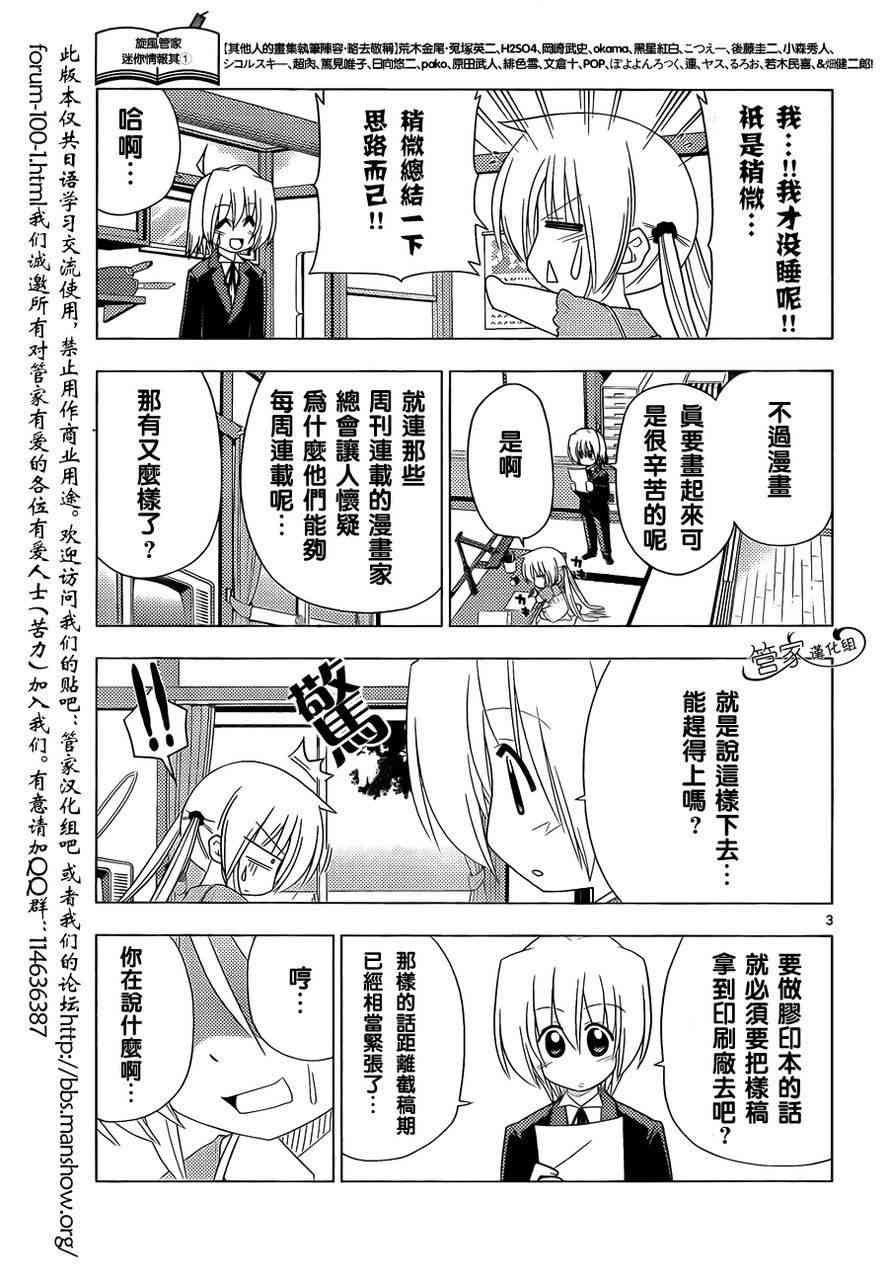 旋風管家
迷你情報其①
【其他人的畫集執筆陣容・略去敬稱】荒木金尾・兎塚英二、H2SO4、岡崎武史、okama、黑星紅白、こつえー、後藤圭二、小森秀人、
シコルスキー、超肉、篤見唯子、日向悠二、pako、原田武人、緋色雪、文倉十、POP、ぽよよんろつく、蓮、ヤス、るろお、若木民喜、&畑健二郎!
我…!!我才没睡呢!!
祇是稍微…
稍微總結一下
思路而已!!
哈啊…
不過漫畫
真要畫起來可
是很辛苦的呢
是啊
就連那些
周刊連載的漫畫家
總會讓人懷疑
爲什麼他們能夠
每周連載呢…
那有又麼樣了?
管家漢化組
就是說這樣下去…
能趕得上嗎?
驚
!!
3
要做膠印本的話
就必須要把樣稿
拿到印刷廠去吧?
那樣的話距離截稿期
已經相當緊張了…
哼…
你在說什麼啊…
此版本仅共日语学习交流使用，禁止用作商业用途。欢迎访问我们的贴吧：管家汉化组吧 或者我们的论坛http://bbs.manshow.org/
forum-100-1.html我们诚邀所有对管家有爱的各位有爱人士(苦力)加入我们。有意请加QQ群：114636387